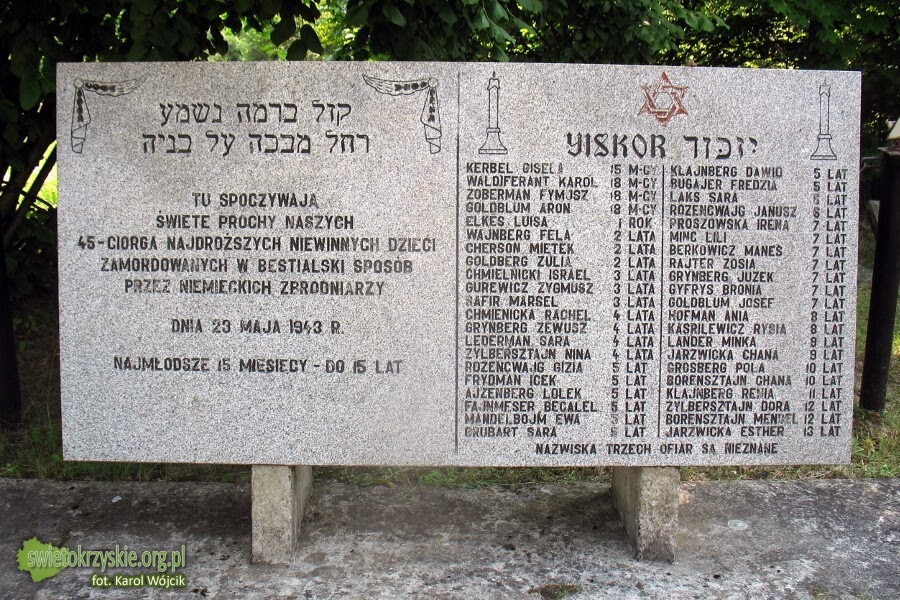 קול ברמה נשמע
רחל מבכה על בניה
TU SPOCZYWAJĄ
ŚWIĘTE PROCHY NASZYCH
45-CIORGA NAJDROŻSZYCH NIEWINNYCH DZIECI
ZAMORDOWANYCH W BESTIALSKI SPOSÓB
PRZEZ NIEMIECKICH ZBRODNIARZY
DNIA 23 MAJA 1943 R.
NAJMŁODSZE 15 MIESIĘCY - DO 15 LAT
YISKOR יזכור
KERBEL GISELA 15 M-CY
WALDIFERANT KAROL 18 M-CY
ZOBERMAN FYMUSZ 18 M-CY
GOLDBLUM ARON 18 M-CY
ELKES LUISA 1 ROK
WAJNBERG FELA 2 LATA
CHERSON MIETEK 2 LATA
GOLDBERG ZULIA 2 LATA
CHMIELNICKI ISRAEL 3 LATA
GUREWICZ ZYGMUSZ 3 LATA
RAFIR MARSEL 3 LATA
CHMIENICKA RACHEL 4 LATA
GRYNBERG ZEWUSZ 4 LATA
LEDERMAN SARA 4 LATA
ZYLBERSZTAJN NINA 4 LATA
ROZENCWAJG GIZIA 5 LAT
FRYDMAN ICEK 5 LAT
AJZENBERG LOLEK 5 LAT
FAJNMESER BECALEL 5 LAT
MANDELBOJM EWA LAT
GRUBART SARA LAT
KLAJNBERG DAWID 5 LAT
BUGAJER FREDZIA 5 LAT
LAKS SARA LAT
ROZENCWAJG JANUSZ 6 LAT
PROSZOWSKA IRENA 7 LAT
MINC LILI 7 LAT
BERKOWICZ MANES 7 LAT
RAJTER ZOSIA 7 LAT
GRYNBERG JUZEK 7 LAT
GYFRYS BRONIA 7 LAT
GOLDBLUM JOSEF 7 LAT
HOFMAN ANIA 8 LAT
KASRILEWICZ RYSIA 8 LAT
LANDER MINKA 9 LAT
JARZWICKA CHANA 9 LAT
GROSBERG POLA 10 LAT
BORENSZTAJN CHANA 10 LAT
KLAJNBERG RENIA 11 LAT
ZYLBERSZTAJN DORA 12 LAT
BORENSZTAJN MENDEL 12 LAT
JARZWICKA ESTHER 13 LAT
NAZWISKA TRZECH OFIAR SĄ NIEZNANE
swietokrzyskie.org.pl
fot. Karol Wójcik